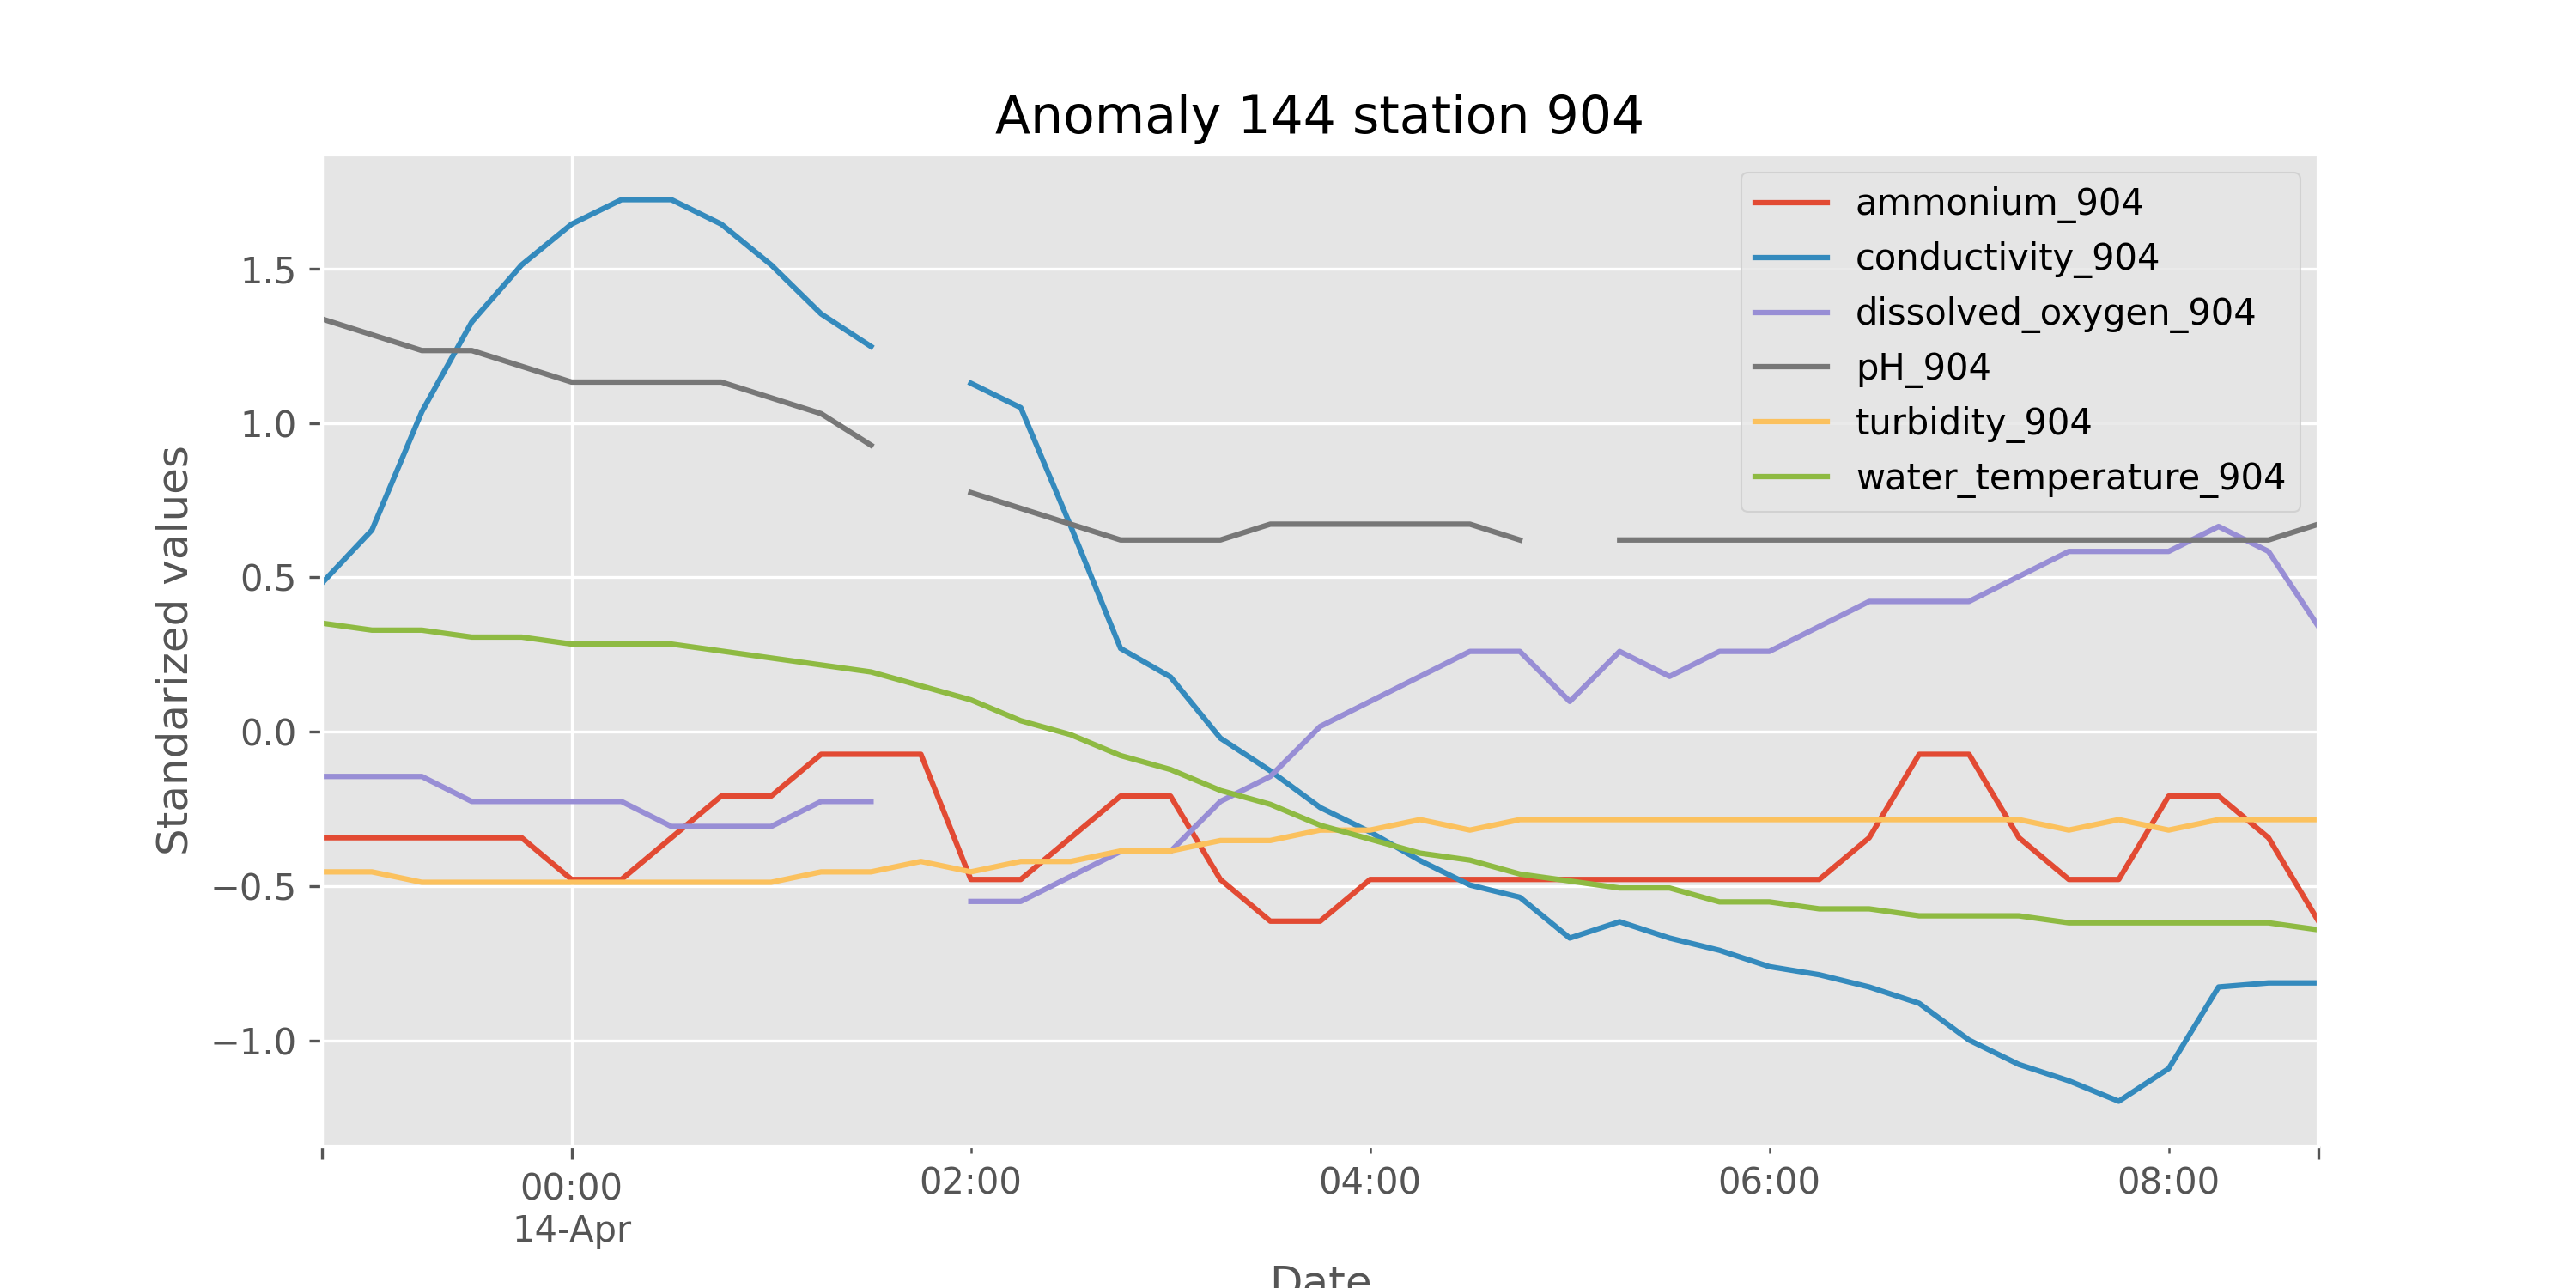 Anomaly 144 station 904
ammonium_904
conductivity_904
dissolved_oxygen_904
pH_904
turbidity_904
water_temperature_904
1.5
1.0
0.5
0.0
−0.5
−1.0
Standarized values
00:00
14-Apr
02:00
04:00
06:00
08:00
Date